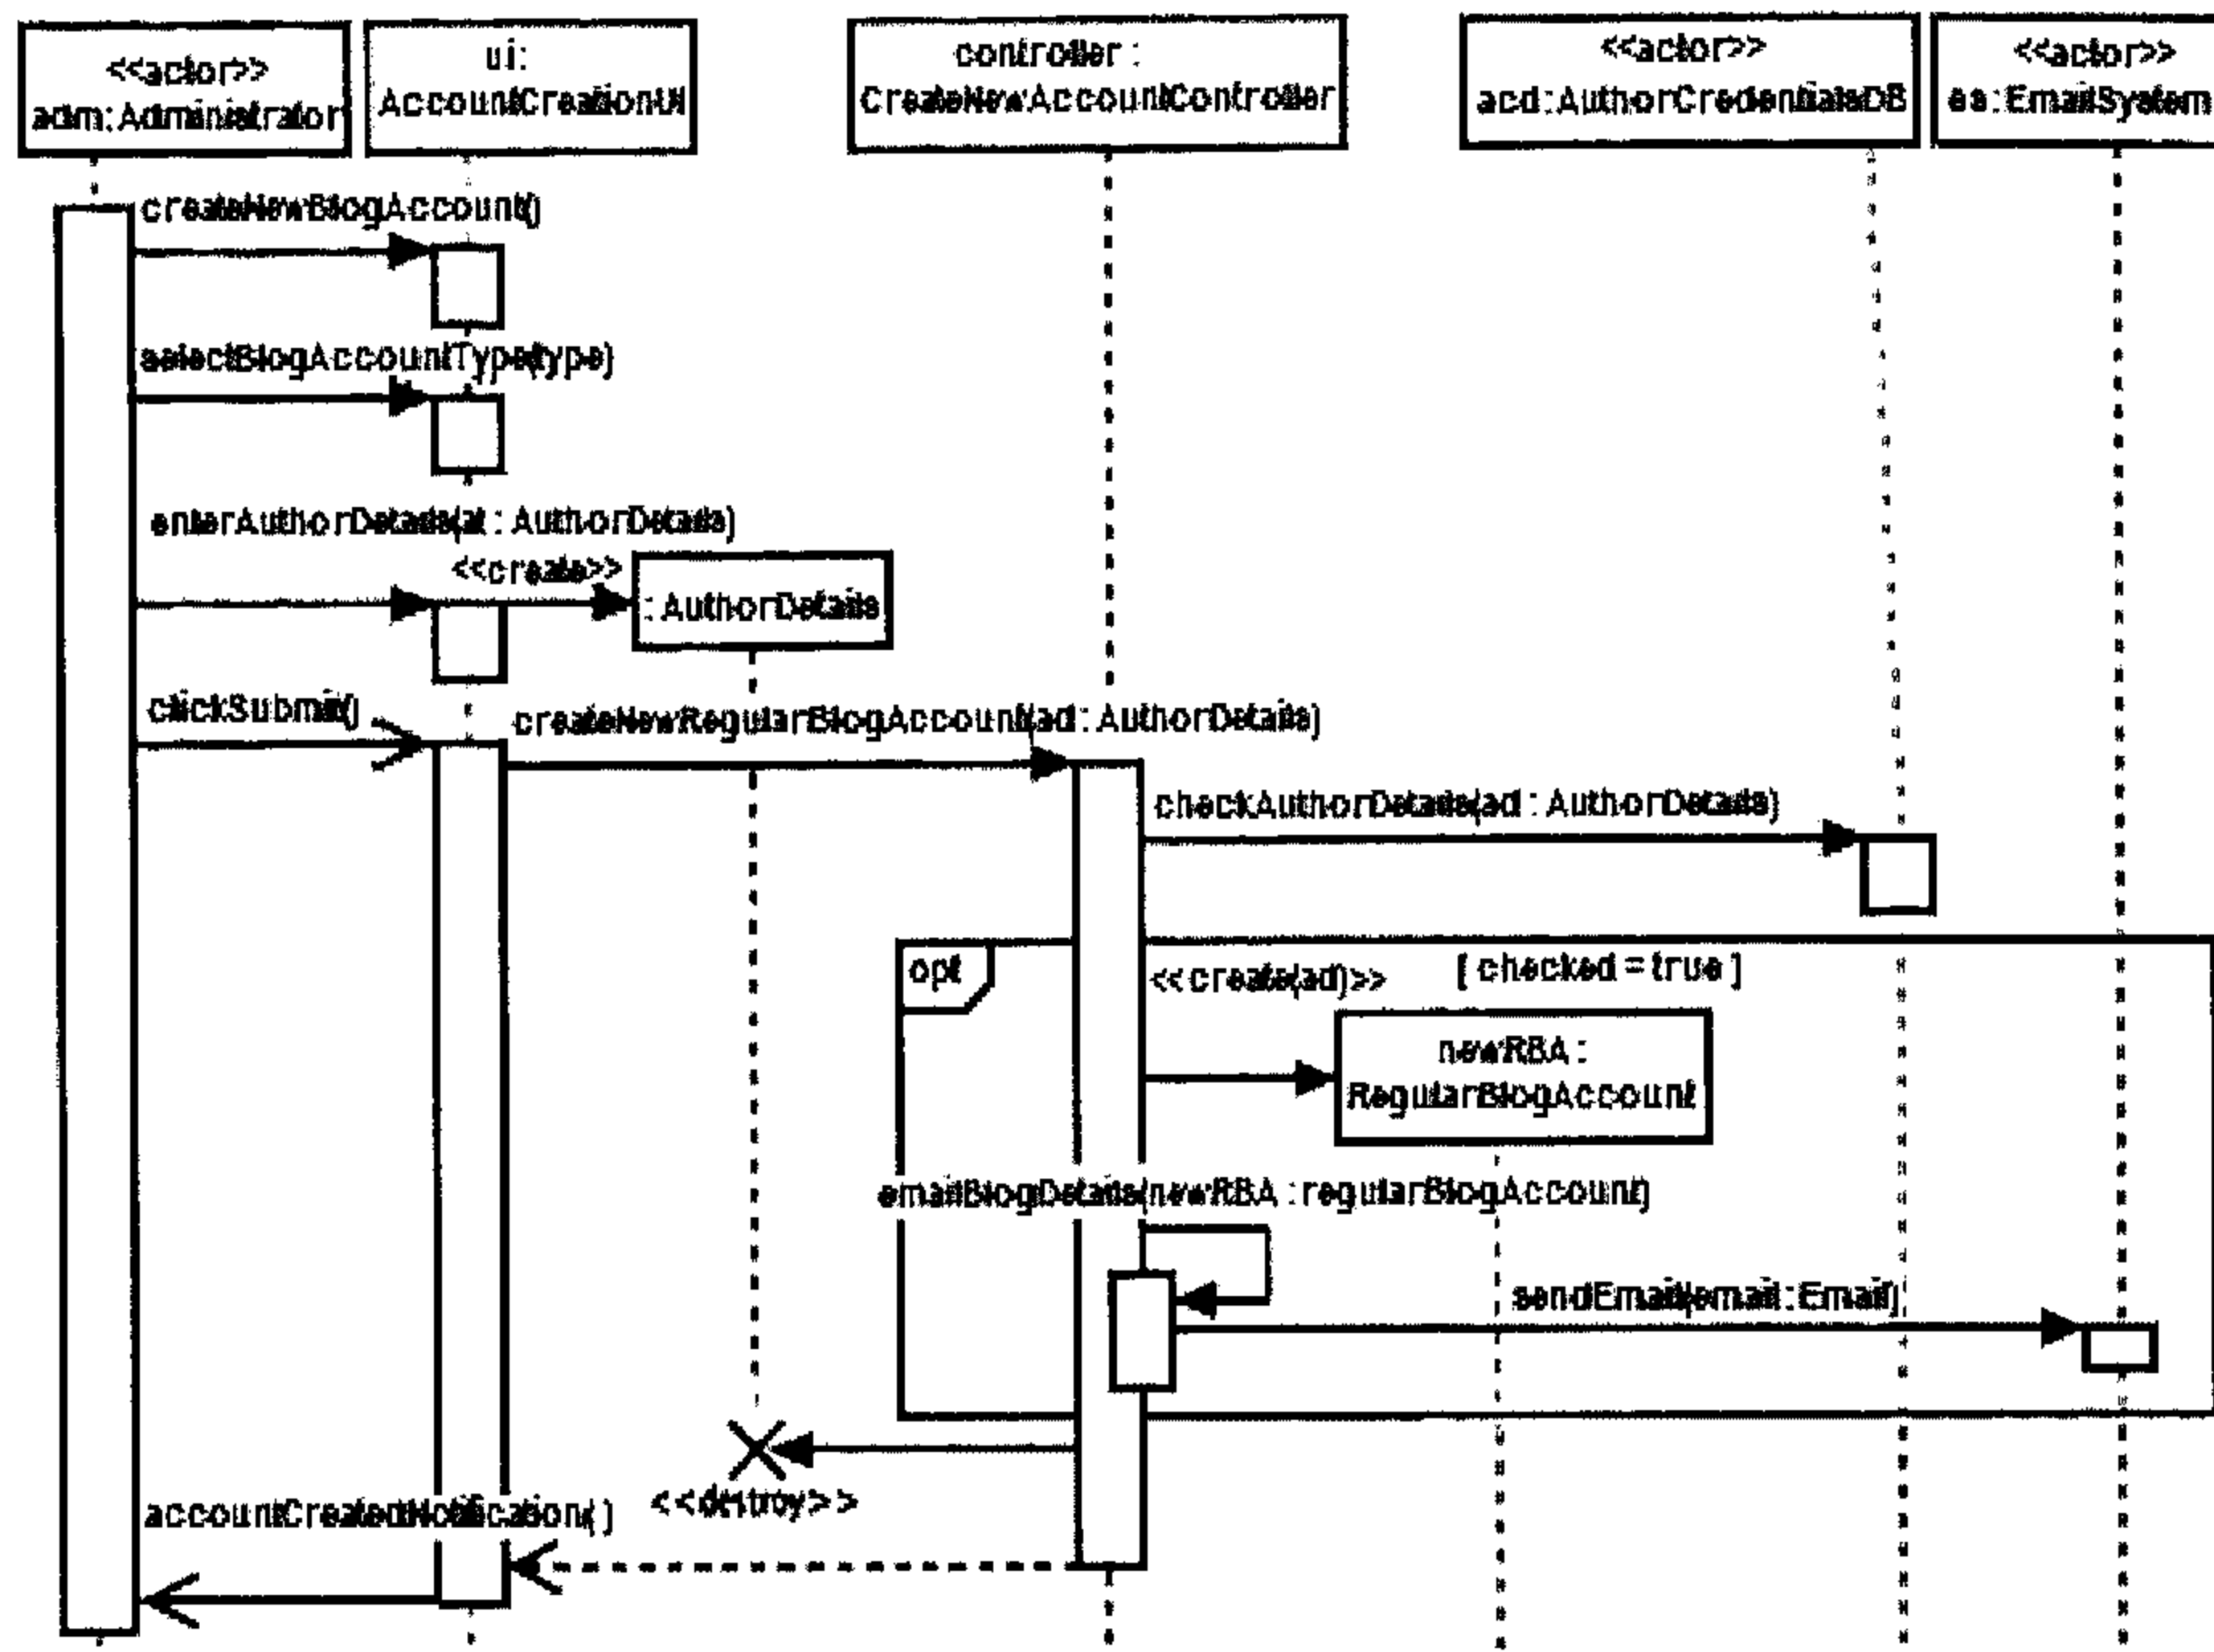 <<actor>>
adm:Administrator
ui:
AccountCreationUI
controller :
CreateNewAccountController
<<actor>>
acd:AuthorCredentialsDB
<<actor>>
es:EmailSystem
createNewBlogAccount()
selectBlogAccountType(type)
enterAuthorDetails(at : AuthorDetails)
<<create>>
: AuthorDetails
clickSubmit()
createNewRegularBlogAccount(ad : AuthorDetails)
checkAuthorDetails(ad : AuthorDetails)
opt
<<create(ad)>>
[ checked = true ]
newRBA :
RegularBlogAccount
emailBlogDetails(newRBA : regularBlogAccount)
sendEmail(email : Email)
<<destroy>>
accountCreatedNotification()